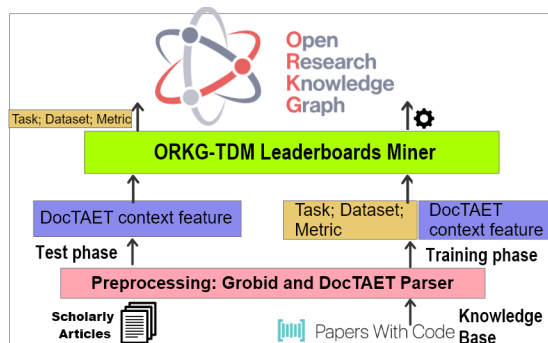 Open
Research
Knowledge
Graph
Task; Dataset; Metric
ORKG-TDM Leaderboards Miner
DocTAET context feature
Task; Dataset;
Metric
DocTAET
context feature
Test phase
Training phase
Preprocessing: Grobid and DocTAET Parser
Scholarly
Articles
Papers With Code
Knowledge
Base